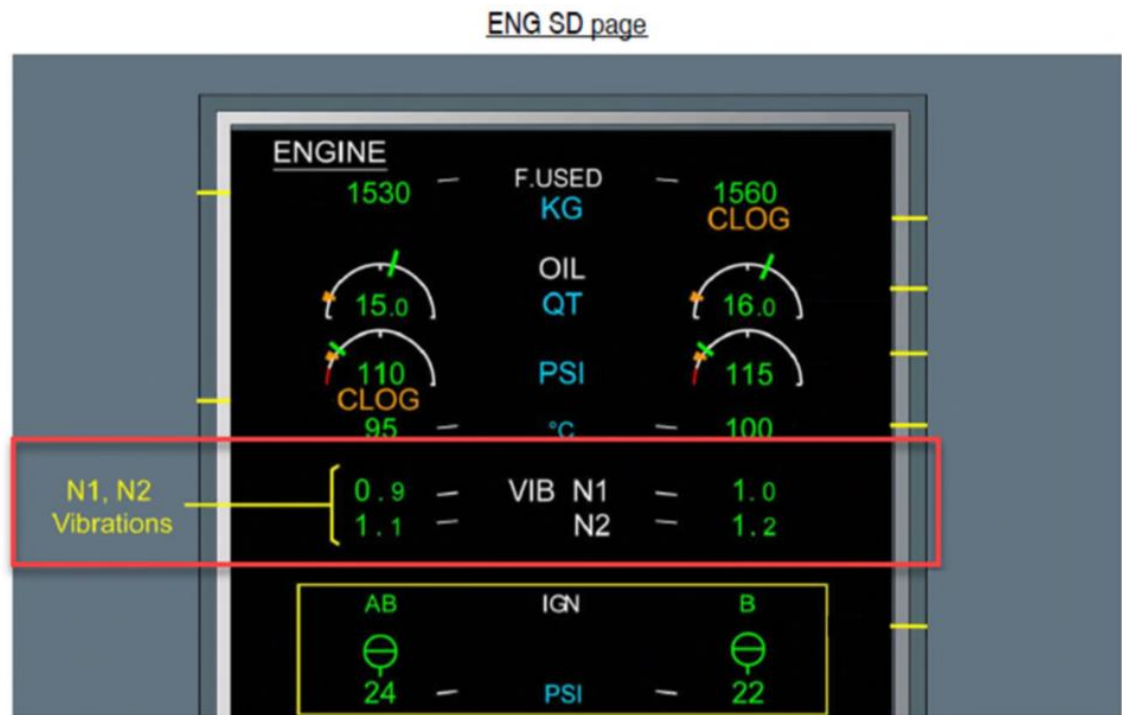 ENG SD page
ENGINE
1530 F.USED 1560
KG CLOG
OIL
15.0 QT 16.0
110 PSI 115
CLOG
95 °C 100
N1, N2
Vibrations
0.9 VIB N1 1.0
1.1 N2 1.2
AB IGN B
24 PSI 22